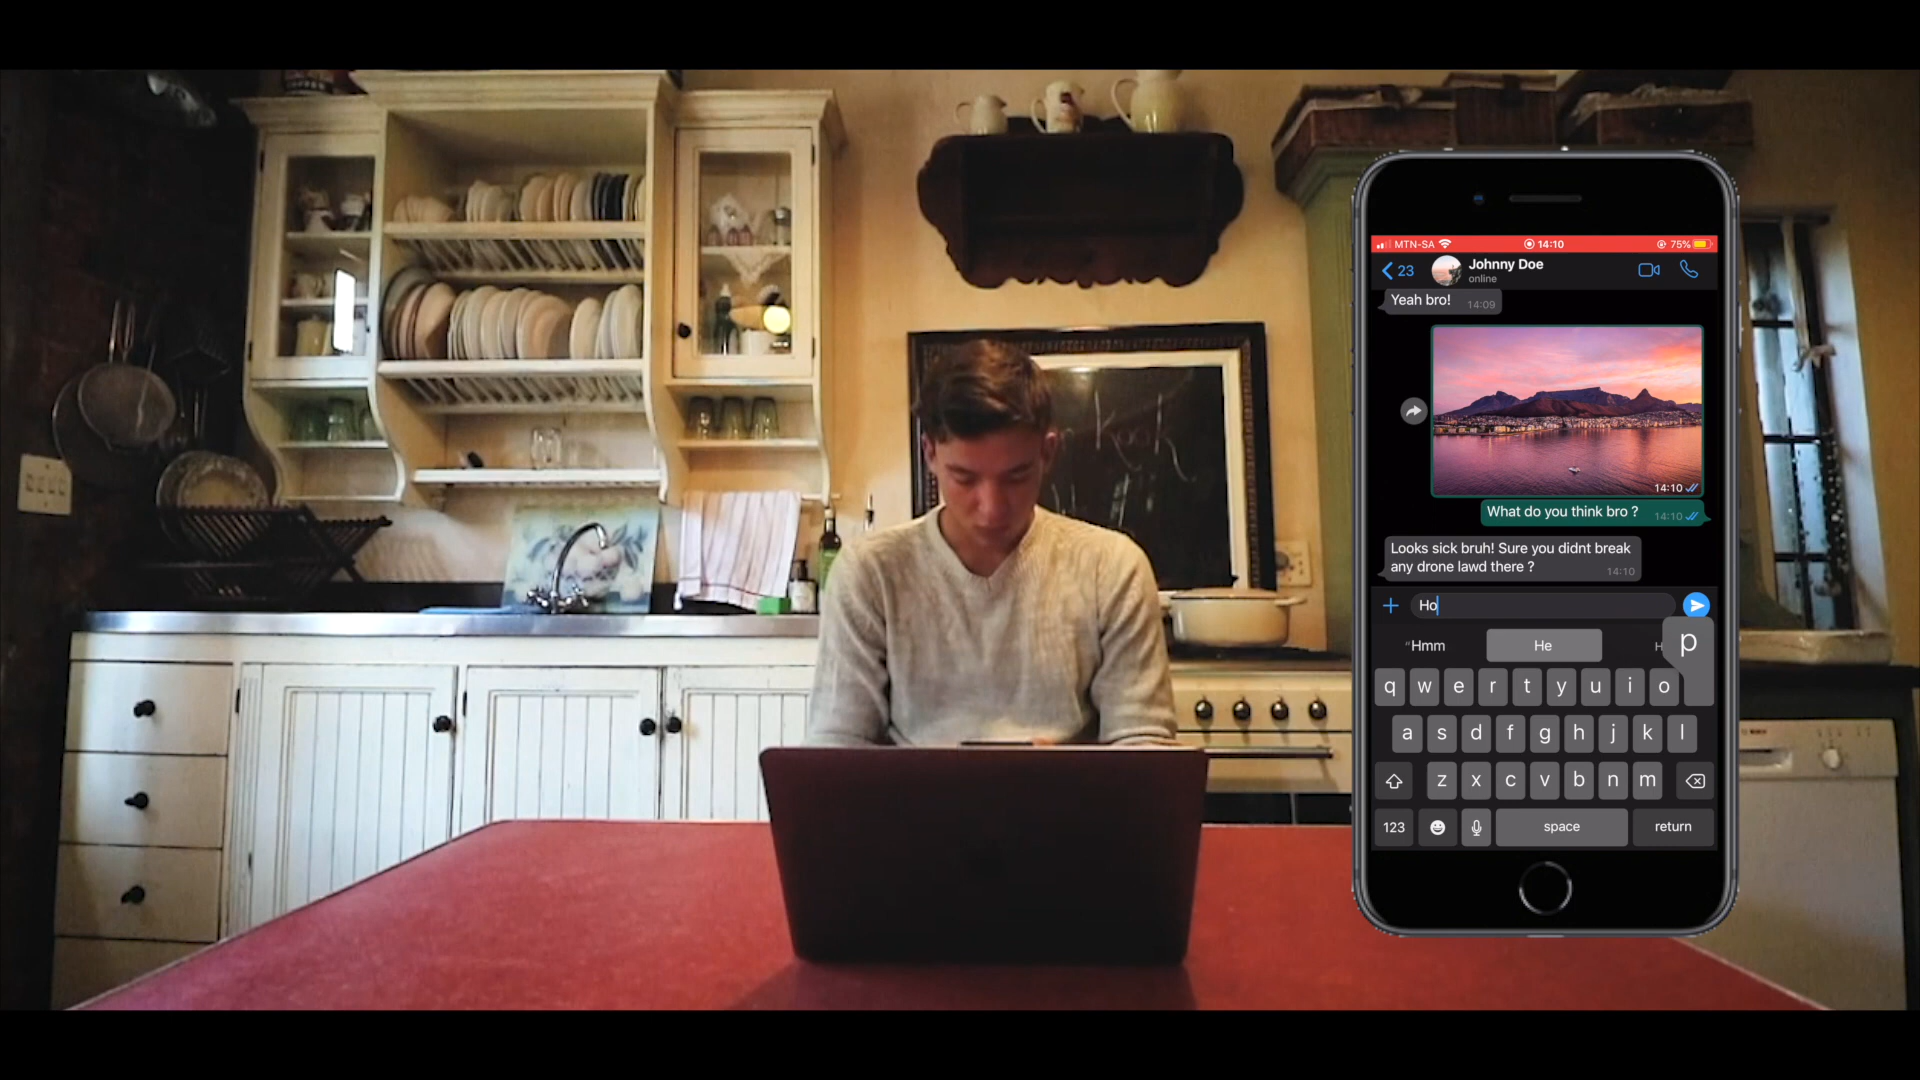 MTN-SA 14:10 75%
23 Johnny Doe
online
Yeah bro! 14:09
14:10
What do you think bro ? 14:10
Looks sick bruh! Sure you didnt break
any drone lawd there ? 14:10
Ho
“Hmm He
p
q w e r t y u i o
a s d f g h j k l
z x c v b n m
123 space return